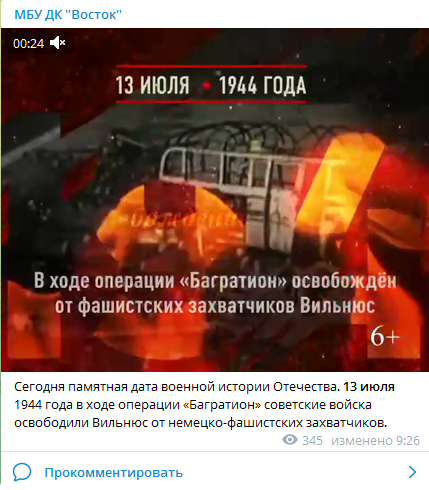 МБУ ДК "Восток"
00:24
13 ИЮЛЯ • 1944 ГОДА
В ходе операции «Багратион» освобождён
от фашистских захватчиков Вильнюс
6+
Сегодня памятная дата военной истории Отечества. 13 июля
1944 года в ходе операции «Багратион» советские войска
освободили Вильнюс от немецко-фашистских захватчиков.
345 изменено 9:26
Прокомментировать